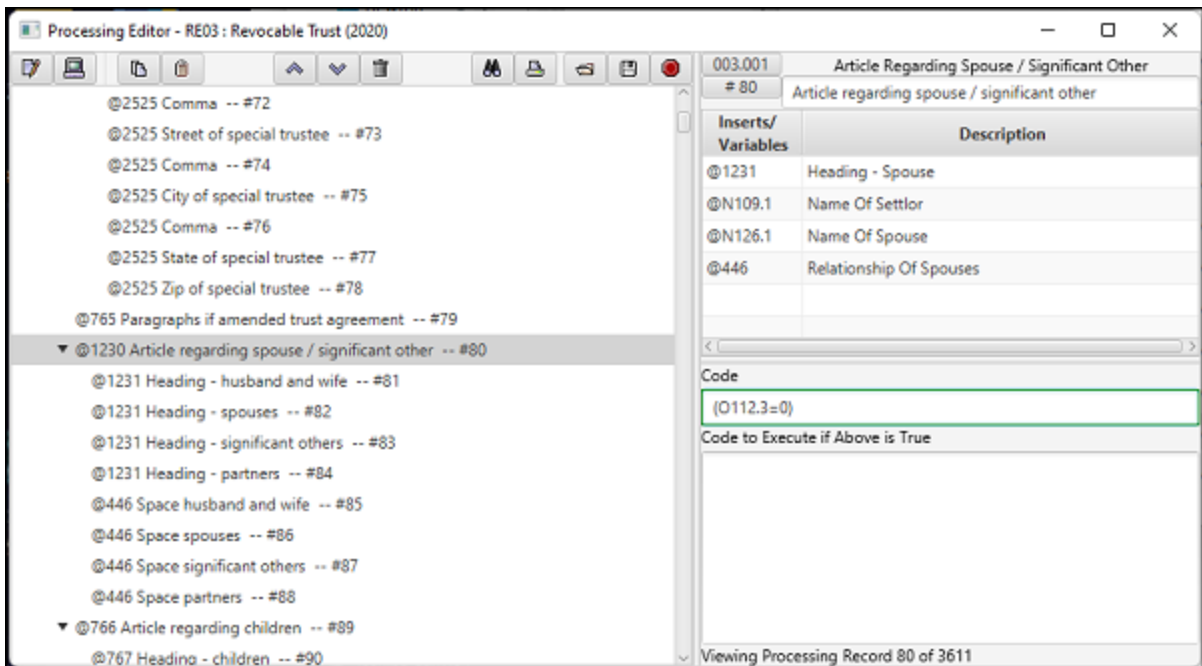 Processing Editor - RE03 : Revocable Trust (2020)
@2525 Comma -- #72
@2525 Street of special trustee -- #73
@2525 Comma -- #74
@2525 City of special trustee -- #75
@2525 Comma -- #76
@2525 State of special trustee -- #77
@2525 Zip of special trustee -- #78
@765 Paragraphs if amended trust agreement -- #79
@1230 Article regarding spouse / significant other -- #80
@1231 Heading - husband and wife -- #81
@1231 Heading - spouses -- #82
@1231 Heading - significant others -- #83
@1231 Heading - partners -- #84
@446 Space husband and wife -- #85
@446 Space spouses -- #86
@446 Space significant others -- #87
@446 Space partners -- #88
@766 Article regarding children -- #89
@767 Heading - children -- #90
003.001 Article Regarding Spouse / Significant Other
# 80 Article regarding spouse / significant other
Inserts/ Variables Description
@1231 Heading - Spouse
@N109.1 Name Of Settlor
@N126.1 Name Of Spouse
@446 Relationship Of Spouses
Code
(O112.3=0)
Code to Execute if Above is True
Viewing Processing Record 80 of 3611